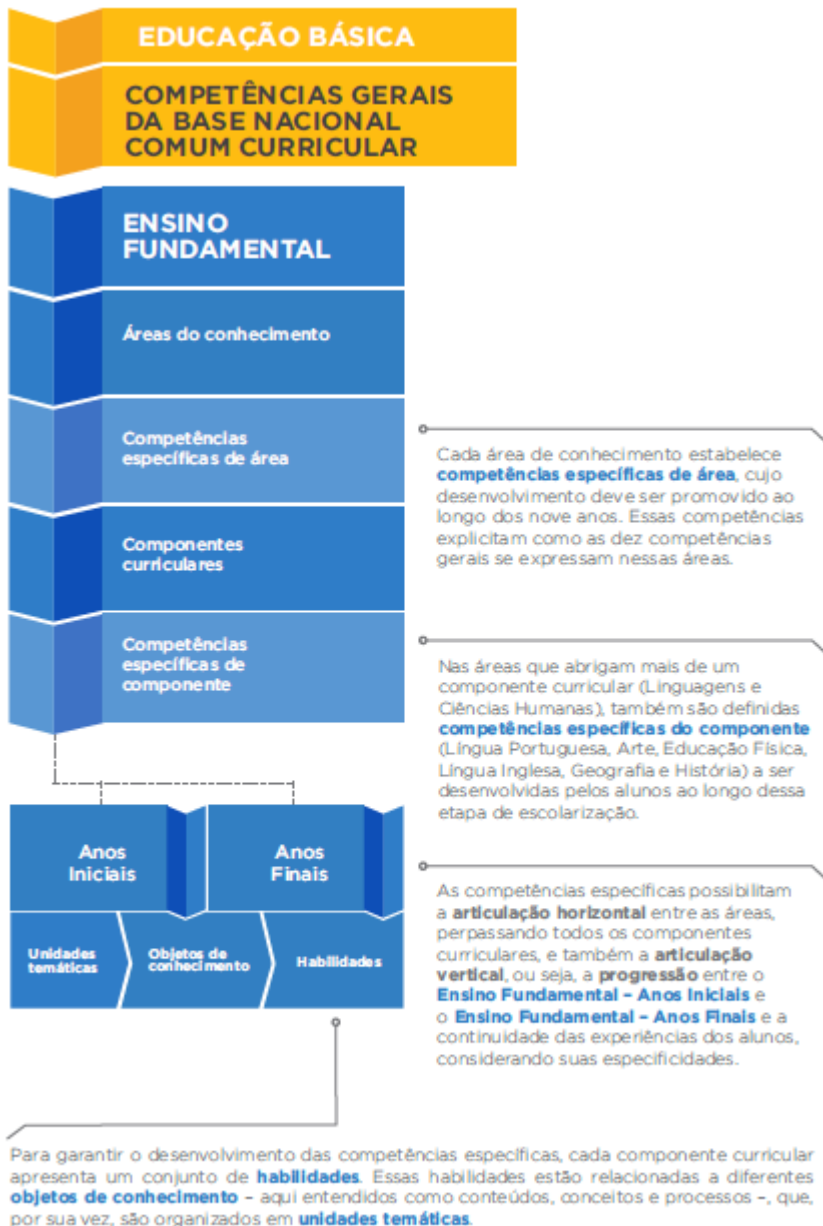 EDUCAÇÃO BÁSICA
COMPETÊNCIAS GERAIS
DA BASE NACIONAL
COMUM CURRICULAR
ENSINO
FUNDAMENTAL
Áreas do conhecimento
Competências
específicas de área
Cada área de conhecimento estabelece
competências específicas de área, cujo
desenvolvimento deve ser promovido ao
longo dos nove anos. Essas competências
explicitam como as dez competências
gerais se expressam nessas áreas.
Componentes
curriculares
Competências
específicas de
componente
Nas áreas que abrigam mais de um
componente curricular (Linguagens e
Ciências Humanas), também são definidas
competências específicas do componente
(Língua Portuguesa, Arte, Educação Física,
Língua Inglesa, Geografia e História) a ser
desenvolvidas pelos alunos ao longo dessa
etapa de escolarização.
Anos
Iniciais
Anos
Finais
Unidades
temáticas
Objetos de
conhecimento
Habilidades
As competências específicas possibilitam
a articulação horizontal entre as áreas,
perpassando todos os componentes
curriculares, e também a articulação
vertical, ou seja, a progressão entre o
Ensino Fundamental – Anos Iniciais e
o Ensino Fundamental – Anos Finais e a
continuidade das experiências dos alunos,
considerando suas especificidades.
Para garantir o desenvolvimento das competências específicas, cada componente curricular
apresenta um conjunto de habilidades. Essas habilidades estão relacionadas a diferentes
objetos de conhecimento – aqui entendidos como conteúdos, conceitos e processos –, que,
por sua vez, são organizados em unidades temáticas.